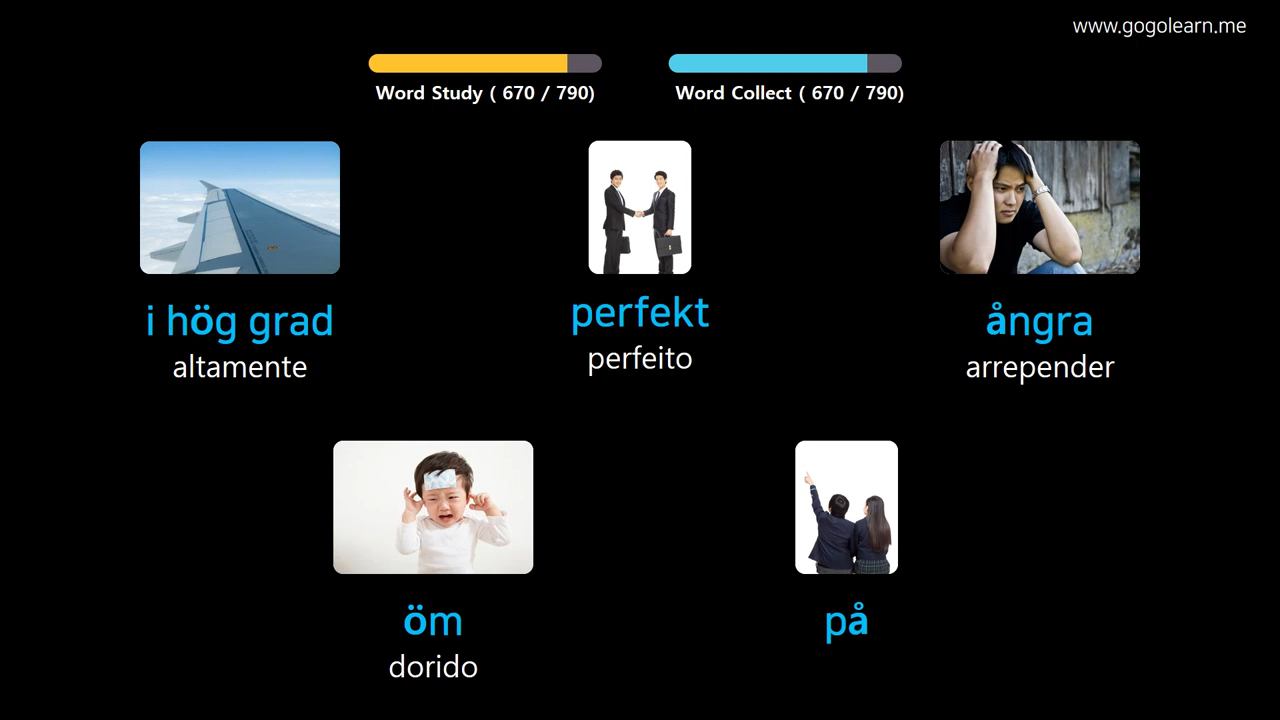 www.gogolearn.me
Word Study ( 670 / 790)
Word Collect ( 670 / 790)
i hög grad
altamente
perfekt
perfeito
ångra
arrepender
öm
dorido
på